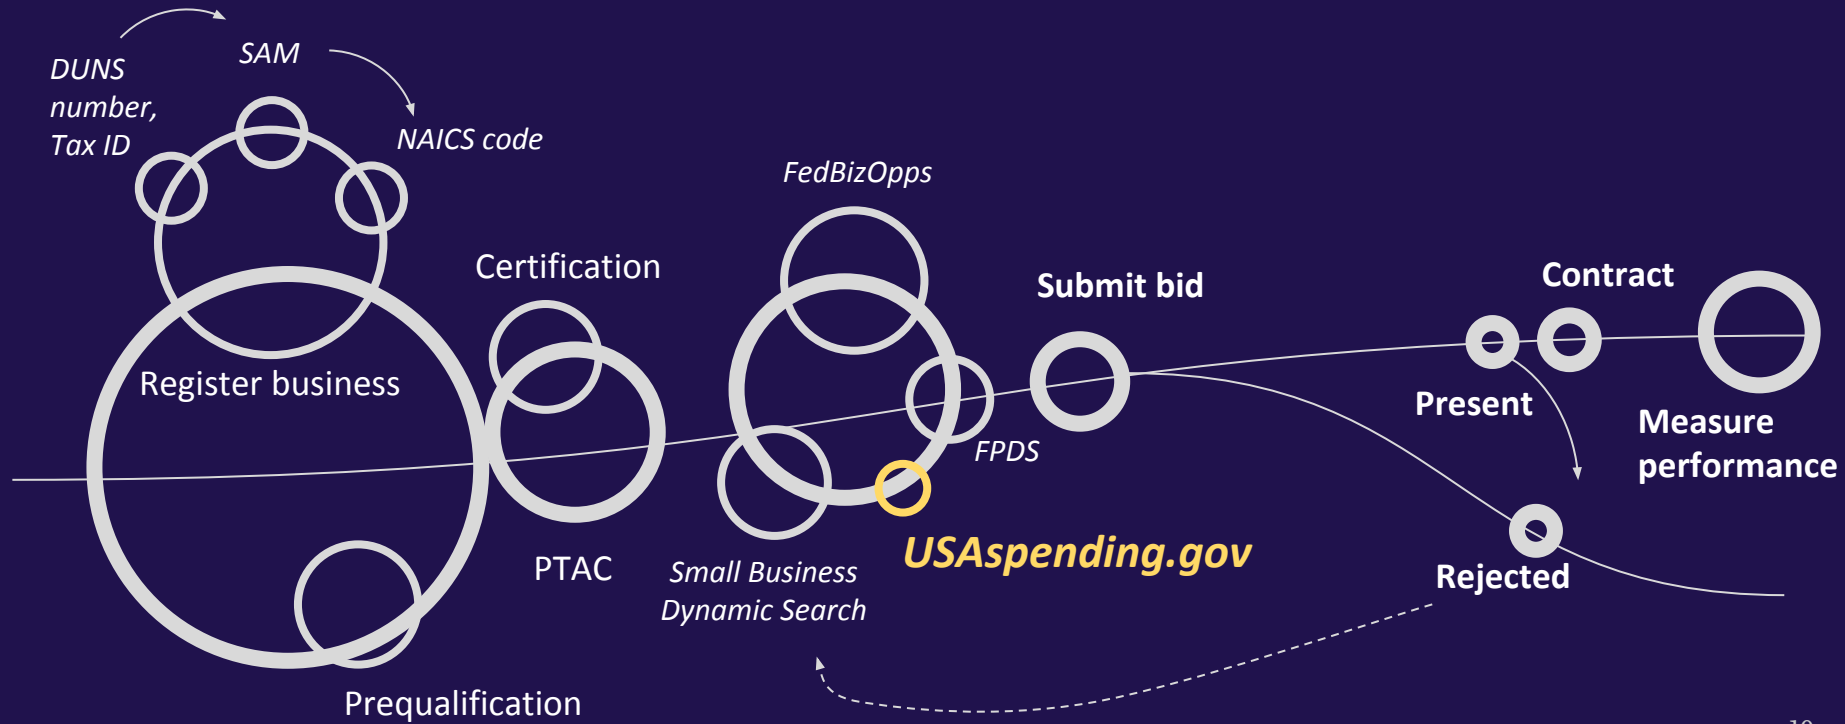 DUNS
number,
Tax ID
SAM
NAICS code
Register business
Prequalification
Certification
PTAC
FedBizOpps
FPDS
Small Business
Dynamic Search
USAspending.gov
Submit bid
Present
Contract
Measure
performance
Rejected